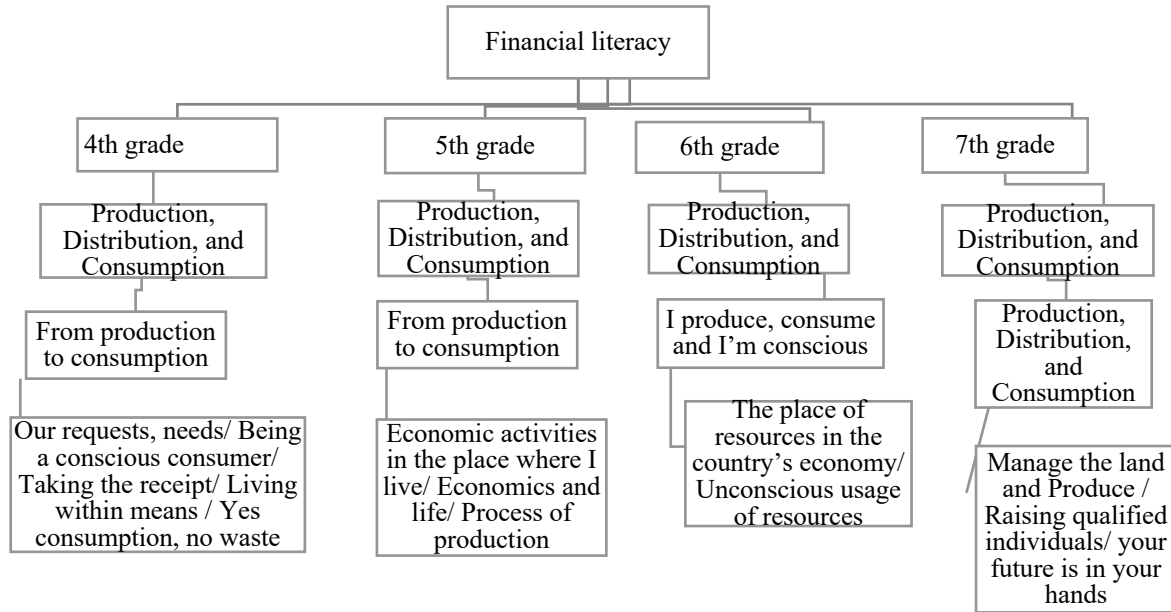 Financial literacy
4th grade
5th grade
6th grade
7th grade
Production,
Distribution, and
Consumption
Production,
Distribution, and
Consumption
Production,
Distribution, and
Consumption
Production,
Distribution, and
Consumption
From production
to consumption
From production
to consumption
I produce, consume
and I’m conscious
Production,
Distribution,
and
Consumption
Our requests, needs/ Being
a conscious consumer/
Taking the receipt/ Living
within means / Yes
consumption, no waste
Economic activities
in the place where I
live/ Economics and
life/ Process of
production
The place of
resources in the
country’s economy/
Unconscious usage
of resources
Manage the land
and Produce /
Raising qualified
individuals/ your
future is in your
hands